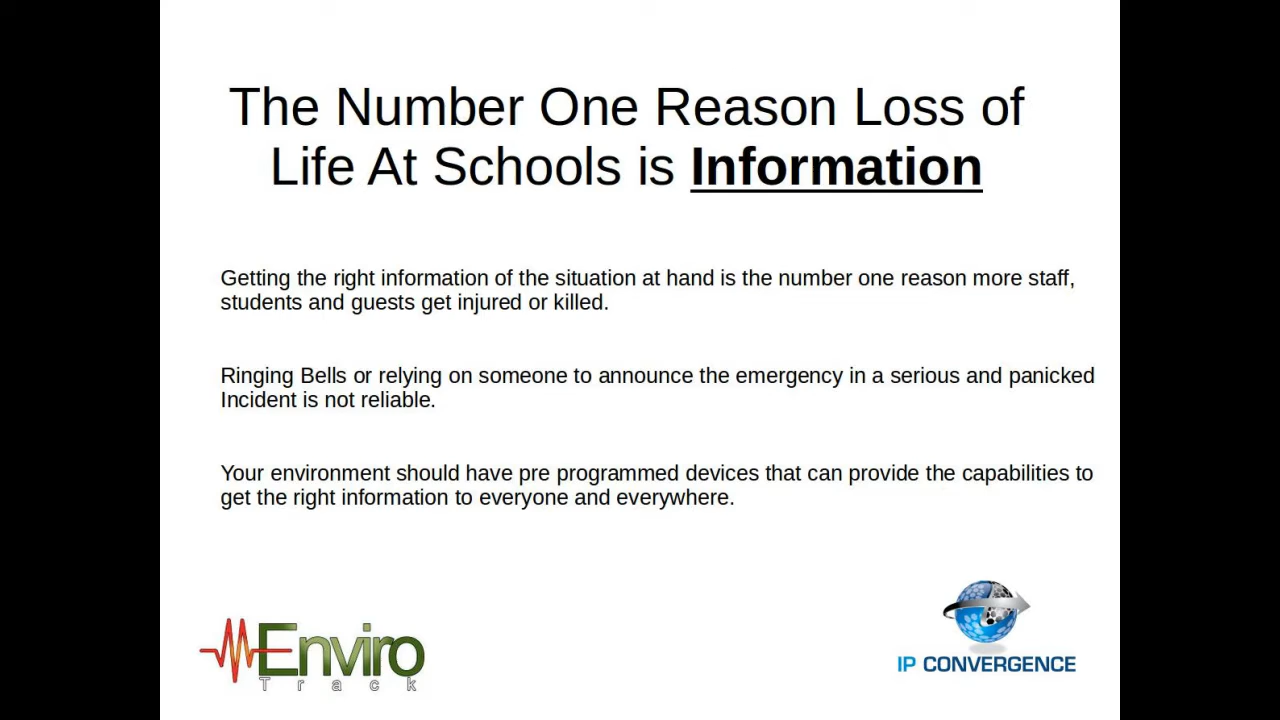 The Number One Reason Loss of
Life At Schools is Information
Getting the right information of the situation at hand is the number one reason more staff,
students and guests get injured or killed.
Ringing Bells or relying on someone to announce the emergency in a serious and panicked
Incident is not reliable.
Your environment should have pre programmed devices that can provide the capabilities to
get the right information to everyone and everywhere.
Enviro
Track
IP CONVERGENCE